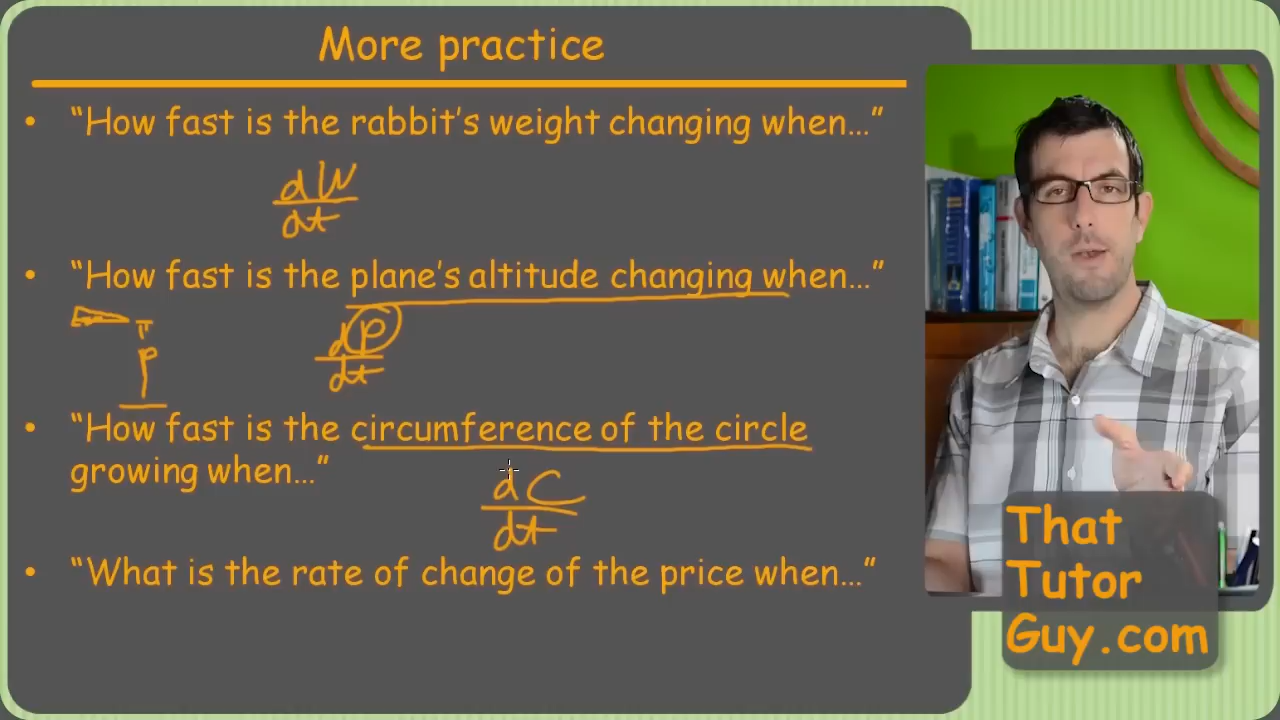 More practice
• “How fast is the rabbit’s weight changing when…”
dW
dt
• “How fast is the plane’s altitude changing when…”
dP
dt
P
• “How fast is the circumference of the circle
growing when…”
dC
dt
• “What is the rate of change of the price when…”
That
Tutor
Guy.com